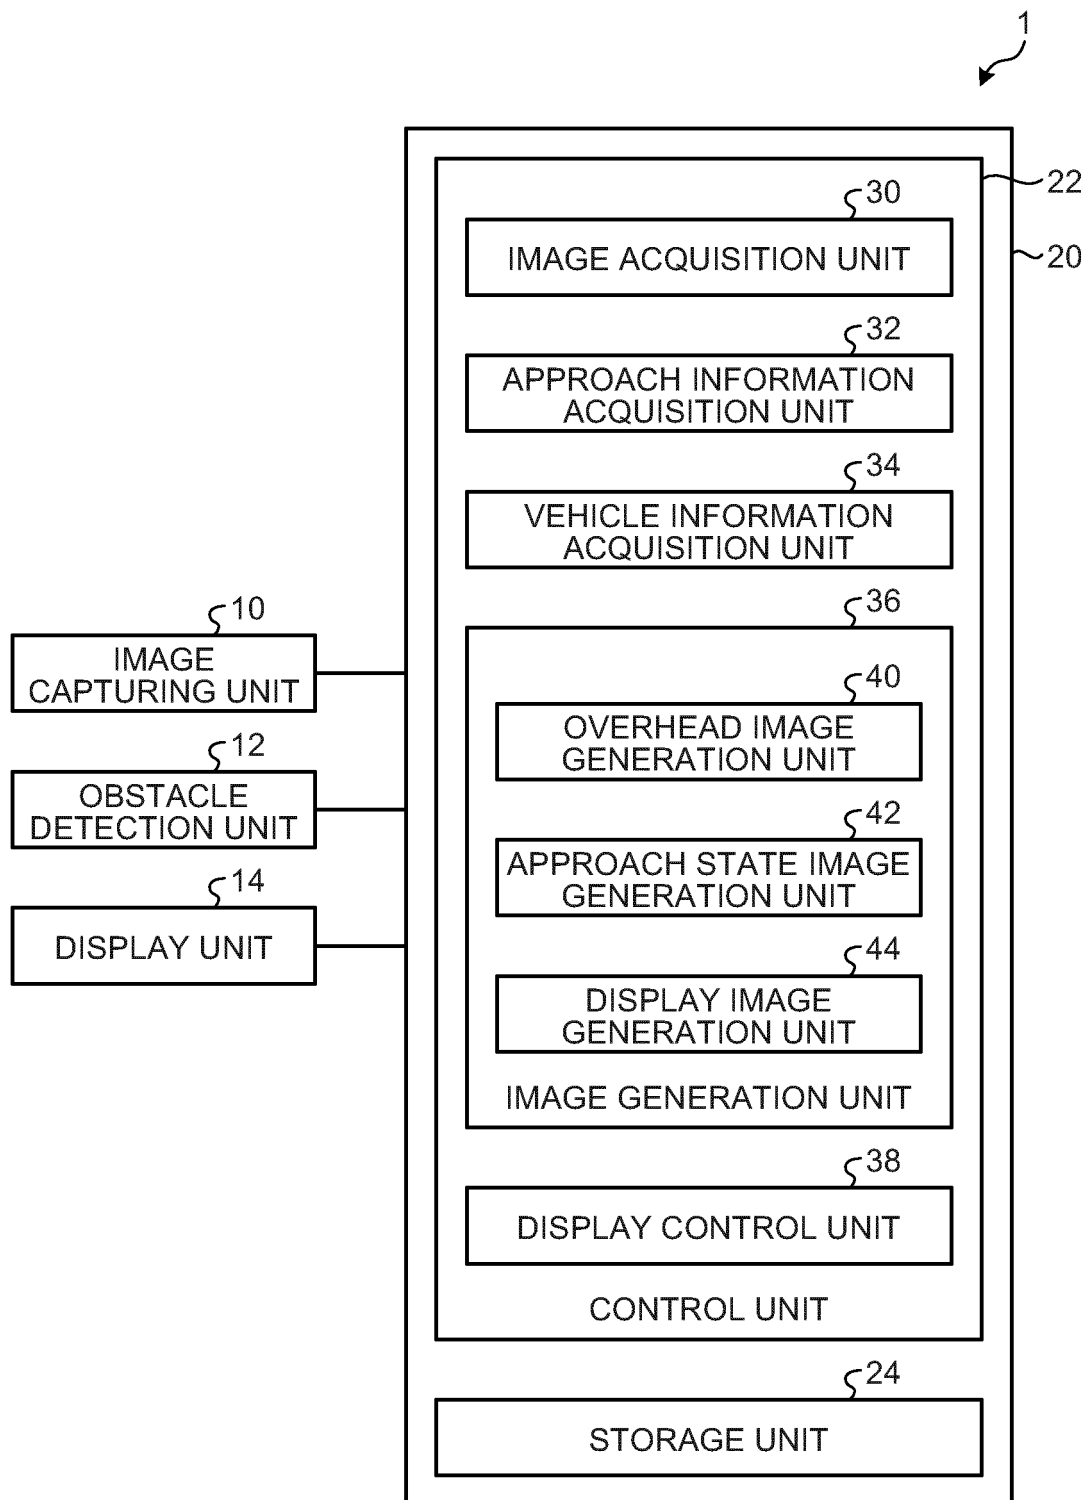 1
22
20
30
IMAGE ACQUISITION UNIT
32
APPROACH INFORMATION
ACQUISITION UNIT
34
VEHICLE INFORMATION
ACQUISITION UNIT
10
IMAGE
CAPTURING UNIT
12
OBSTACLE
DETECTION UNIT
14
DISPLAY UNIT
36
40
OVERHEAD IMAGE
GENERATION UNIT
42
APPROACH STATE IMAGE
GENERATION UNIT
44
DISPLAY IMAGE
GENERATION UNIT
IMAGE GENERATION UNIT
38
DISPLAY CONTROL UNIT
CONTROL UNIT
24
STORAGE UNIT